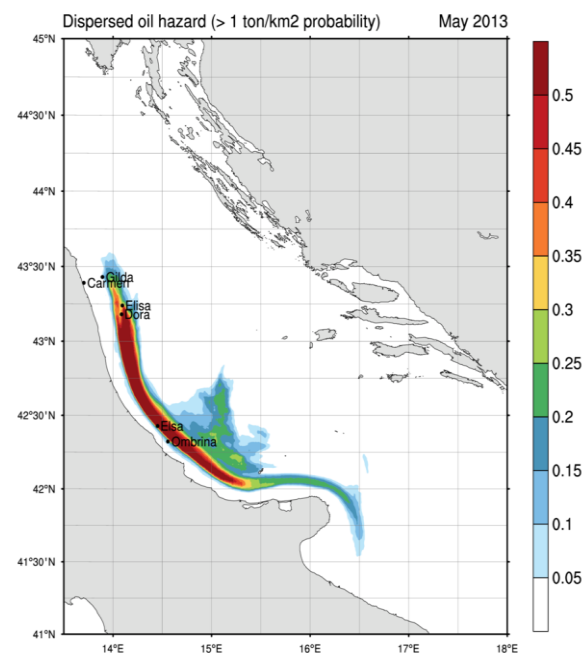 Dispersed oil hazard (> 1 ton/km2 probability) May 2013
45°N
44°30'N
44°N
43°30'N
43°N
42°30'N
42°N
41°30'N
41°N
14°E 15°E 16°E 17°E 18°E
Gilda
Carmen
Elisa
Dora
Elsa
Ombrina
0.5
0.45
0.4
0.35
0.3
0.25
0.2
0.15
0.1
0.05